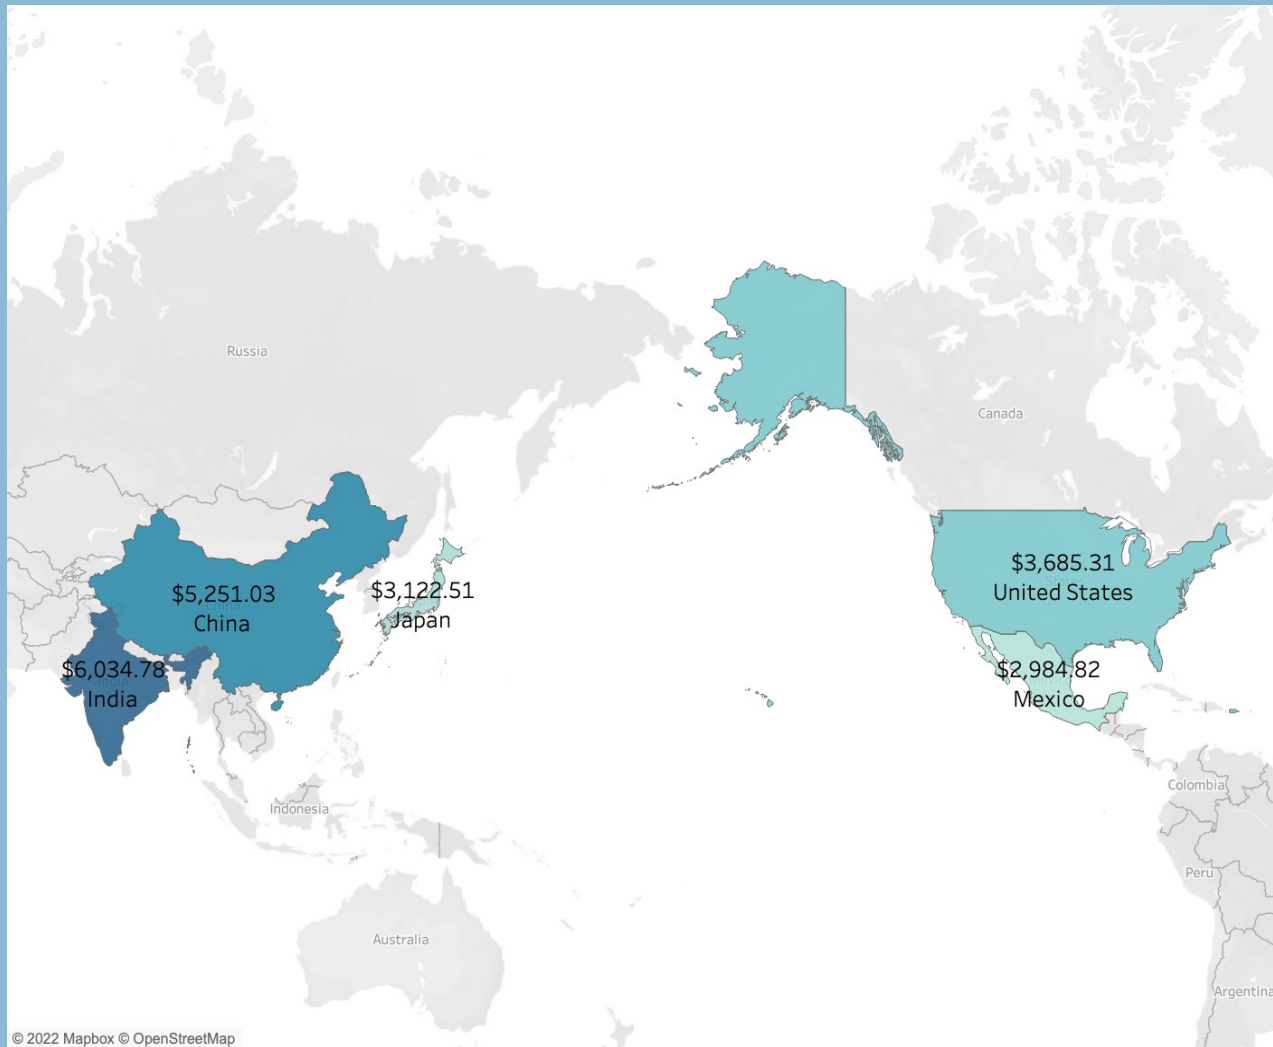 Russia
Canada
$5,251.03
China
$3,122.51
Japan
$3,685.31
United States
$6,034.78
India
$2,984.82
Mexico
Indonesia
Colombia
Peru
Australia
Argentina
© 2022 Mapbox © OpenStreetMap